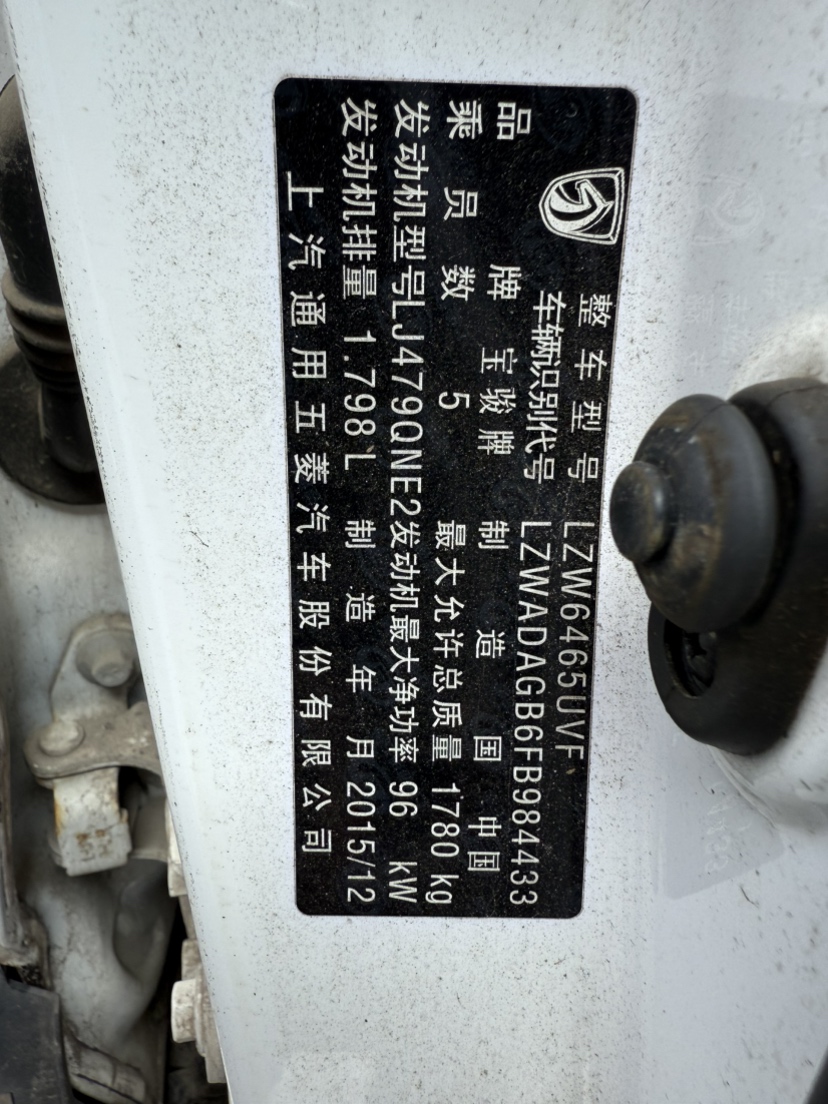 整车型号 LZW6465UVF
车辆识别代号 LZWADAGB6FB984433
品牌 宝骏牌 制造国 中国
乘员数 5 最大允许总质量 1780 kg
发动机型号LJ479QNE2发动机最大净功率 96 kW
发动机排量 1.798L 制造年月 2015/12
上汽通用五菱汽车股份有限公司